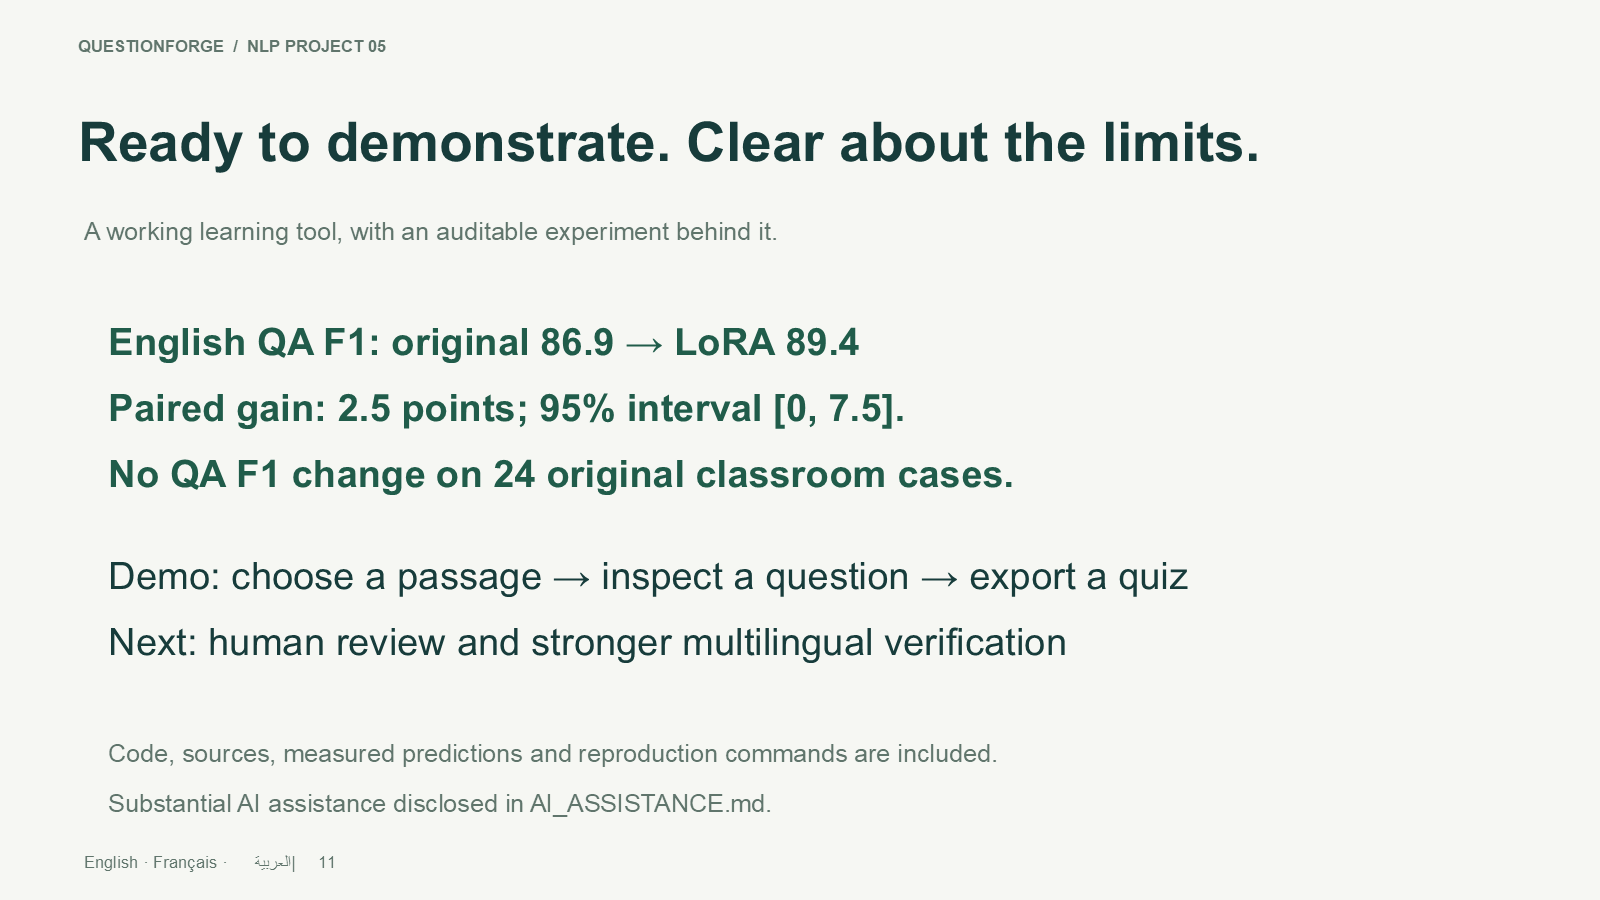 QUESTIONFORGE / NLP PROJECT 05
Ready to demonstrate. Clear about the limits.
A working learning tool, with an auditable experiment behind it.
English QA F1: original 86.9 → LoRA 89.4
Paired gain: 2.5 points; 95% interval [0, 7.5].
No QA F1 change on 24 original classroom cases.
Demo: choose a passage → inspect a question → export a quiz
Next: human review and stronger multilingual verification
Code, sources, measured predictions and reproduction commands are included.
Substantial AI assistance disclosed in AI_ASSISTANCE.md.
English · Français · العربية| 11